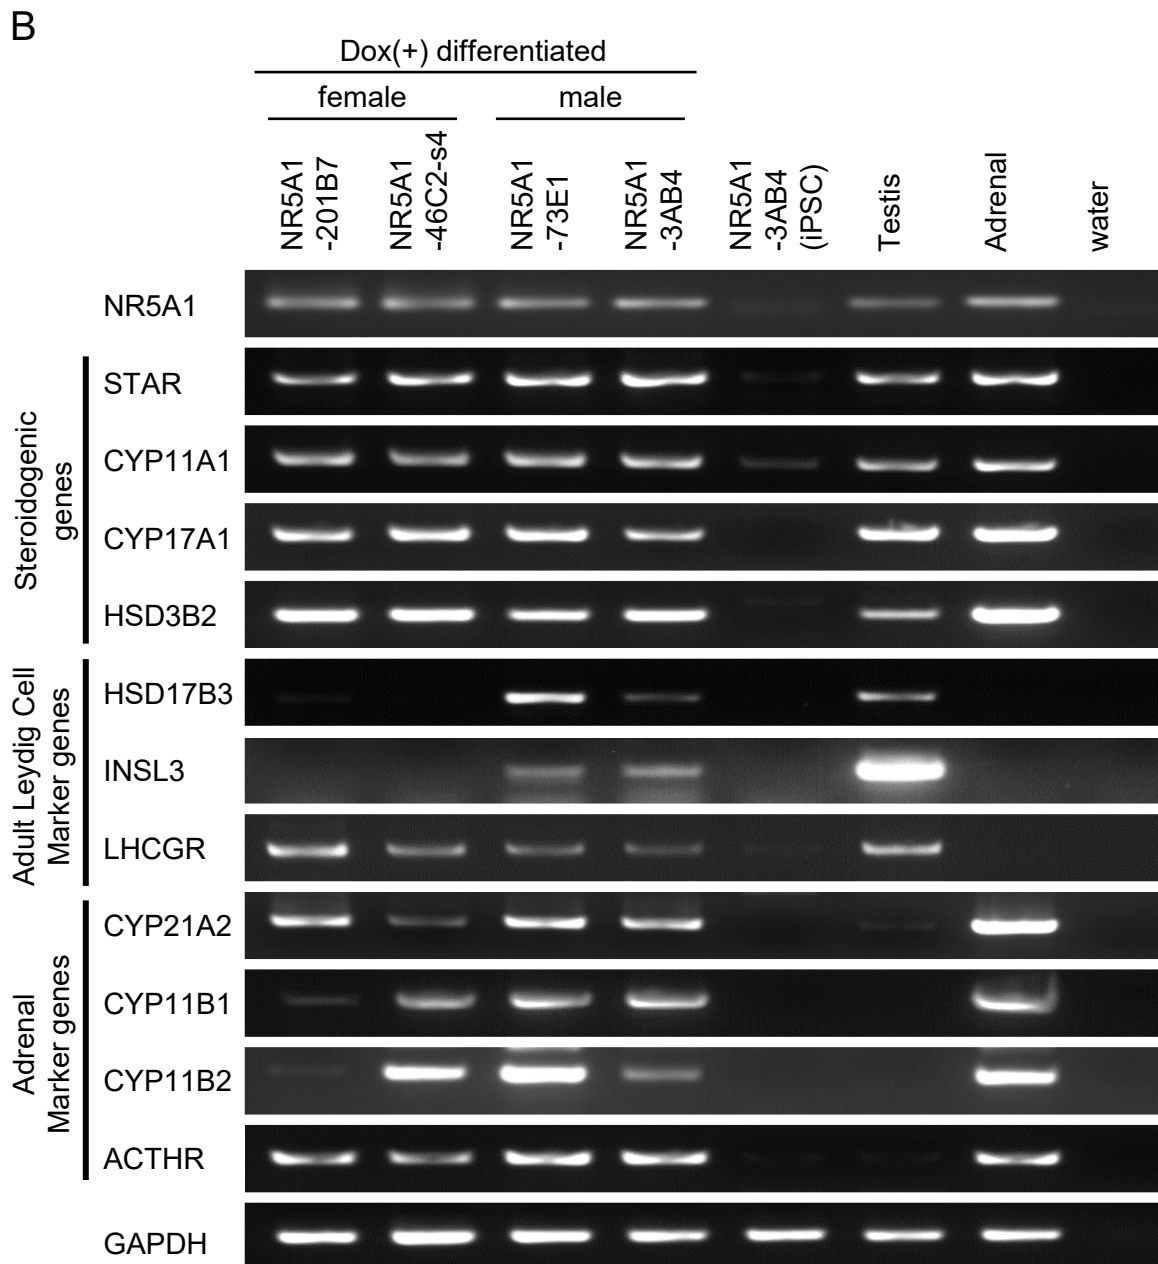 B
Dox(+) differentiated
female
male
NR5A1
-201B7
NR5A1
-46C2-s4
NR5A1
-73E1
NR5A1
-3AB4
NR5A1
-3AB4
(iPSC)
Testis
Adrenal
water
NR5A1
Steroidogenic
genes
STAR
CYP11A1
CYP17A1
HSD3B2
Adult Leydig Cell
Marker genes
HSD17B3
INSL3
LHCGR
Adrenal
Marker genes
CYP21A2
CYP11B1
CYP11B2
ACTHR
GAPDH